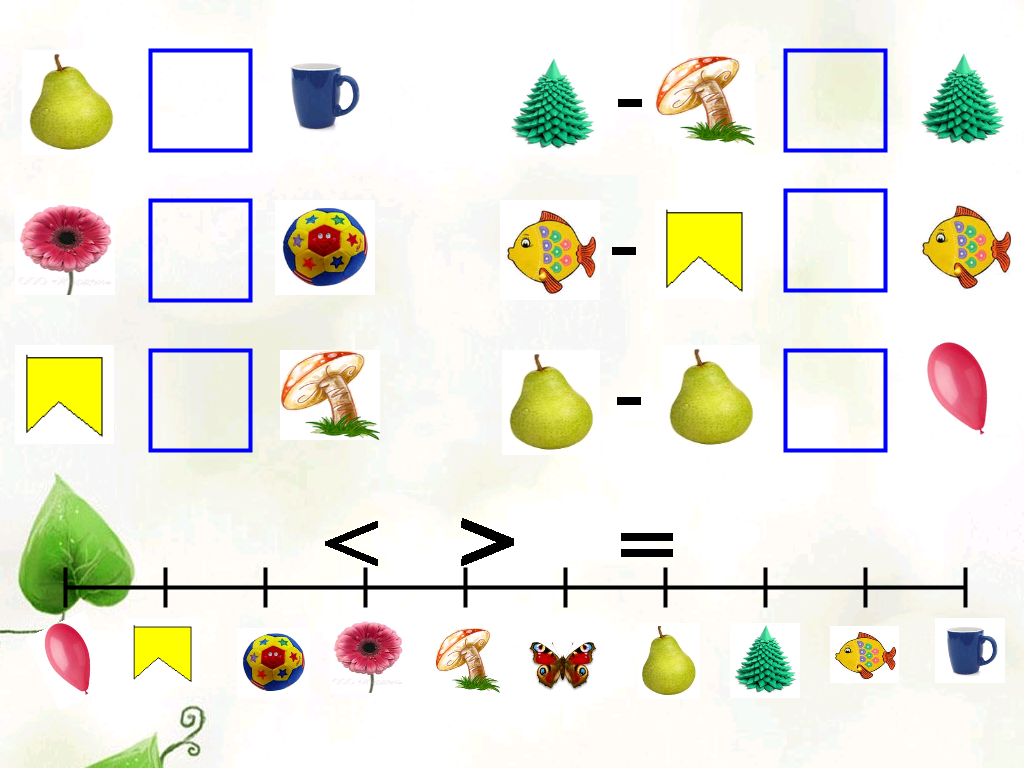 -
-
-
< > =